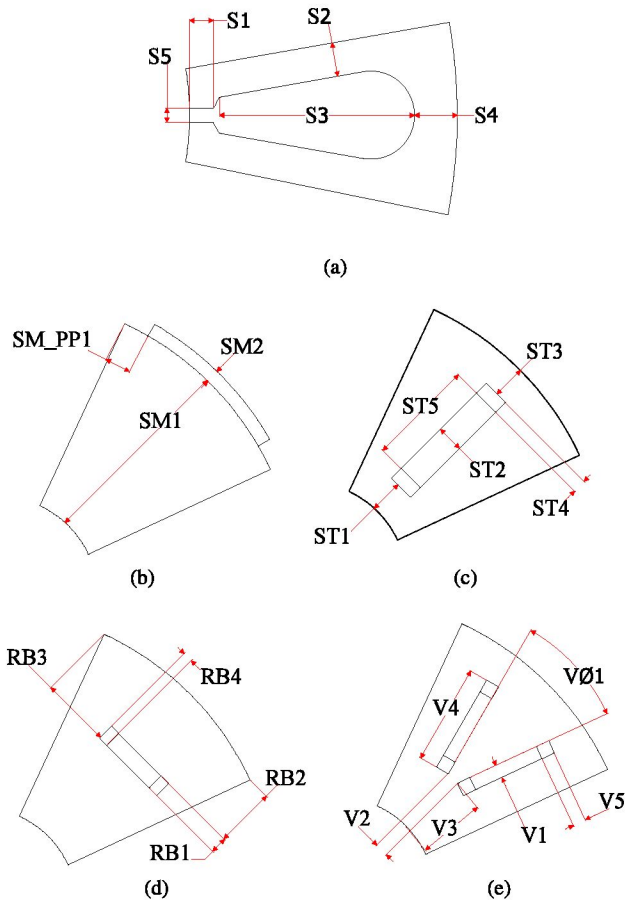 S1
S2
S5
S3
S4
(a)
SM_PP1
SM2
SM1
(b)
ST3
ST5
ST2
ST4
ST1
(c)
RB3
RB4
RB2
RB1
(d)
VØ1
V4
V2
V3
V1
V5
(e)